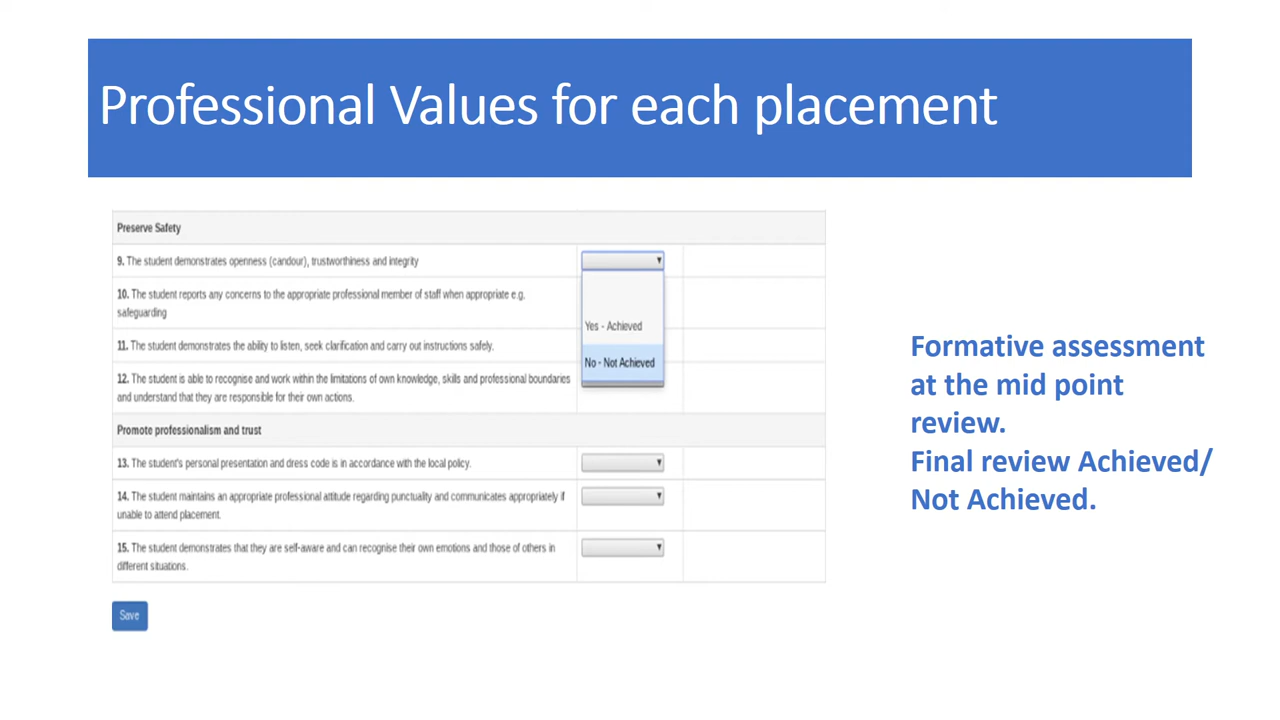 Professional Values for each placement
Preserve Safety
9. The student demonstrates openness (candour), trustworthiness and integrity
10. The student reports any concerns to the appropriate professional member of staff when appropriate e.g.
safeguarding
Yes - Achieved
11. The student demonstrates the ability to listen, seek clarification and carry out instructions safely.
No - Not Achieved
12. The student is able to recognise and work within the limitations of own knowledge, skills and professional boundaries
and understand that they are responsible for their own actions.
Promote professionalism and trust
13. The student's personal presentation and dress code is in accordance with the local policy.
14. The student maintains an appropriate professional attitude regarding punctuality and communicates appropriately if
unable to attend placement.
15. The student demonstrates that they are self-aware and can recognise their own emotions and those of others in
different situations.
Save
Formative assessment
at the mid point
review.
Final review Achieved/
Not Achieved.